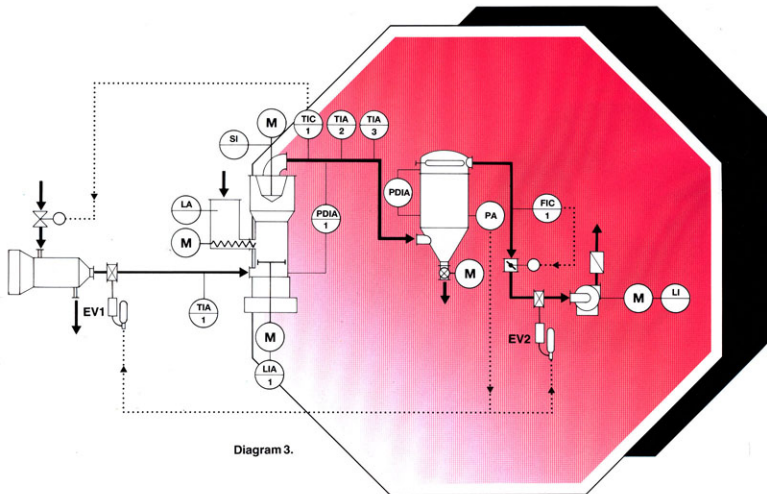 M
SI
TIC
1
TIA
2
TIA
3
LA
M
PDIA
1
PDIA
PA
FIC
1
M
TIA
1
EV1
M
LIA
1
M
LI
EV2
Diagram 3.